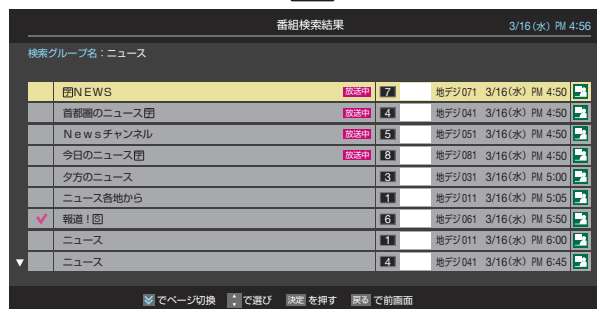 番組検索結果 3/16(水) PM 4:56
検索グループ名：ニュース
🈑NEWS 放送中 7 地デジ071 3/16(水) PM 4:50
首都圏のニュース🈑 放送中 4 地デジ041 3/16(水) PM 4:50
Newsチャンネル 放送中 5 地デジ051 3/16(水) PM 4:50
今日のニュース🈑 放送中 8 地デジ081 3/16(水) PM 4:50
夕方のニュース 3 地デジ031 3/16(水) PM 5:00
ニュース各地から 1 地デジ011 3/16(水) PM 5:05
報道！🅂 6 地デジ061 3/16(水) PM 5:50
ニュース 1 地デジ011 3/16(水) PM 6:00
ニュース 4 地デジ041 3/16(水) PM 6:45
でページ切換 で選び 決定 を押す 戻る で前画面